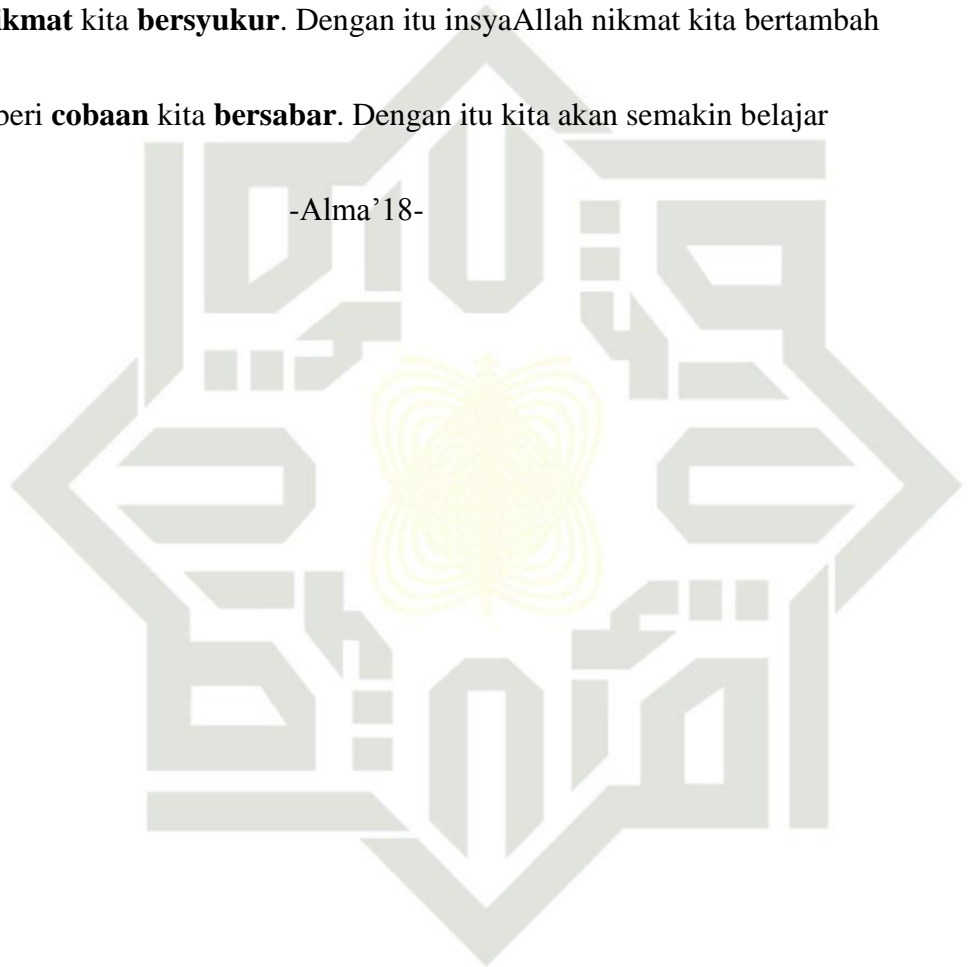 ikmat kita bersyukur. Dengan itu insyaAllah nikmat kita bertambah
beri cobaan kita bersabar. Dengan itu kita akan semakin belajar
-Alma’18-